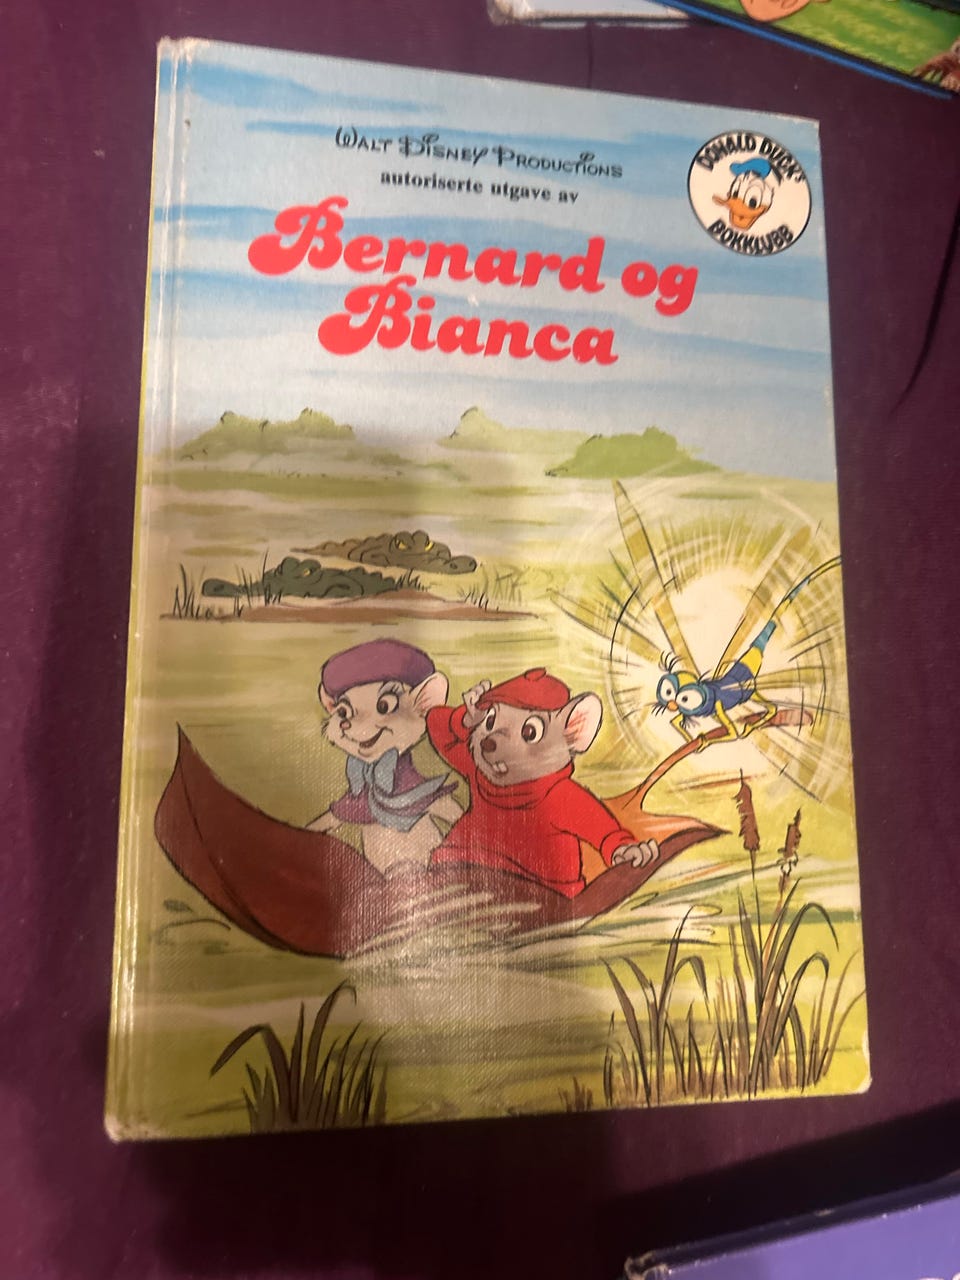 WALT DISNEY PRODUCTIONS
autoriserte utgave av
Bernard og
Bianca
DONALD DUCK'S
BOKKLUBB